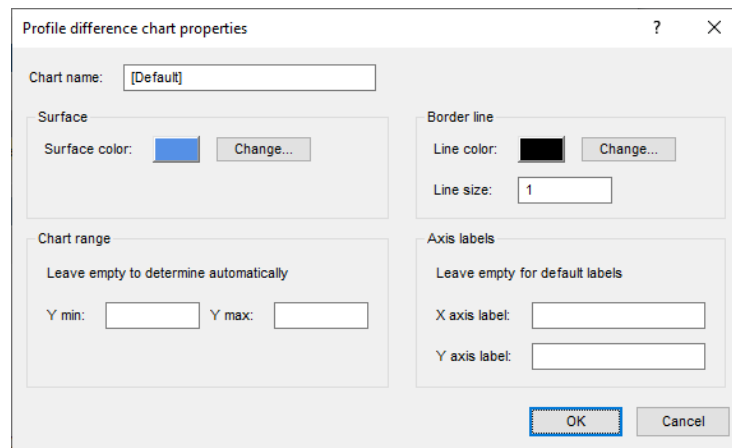 Profile difference chart properties
?
Chart name: [Default]
Surface
Surface color: Change...
Border line
Line color: Change...
Line size: 1
Chart range
Leave empty to determine automatically
Y min: Y max:
Axis labels
Leave empty for default labels
X axis label:
Y axis label:
OK Cancel